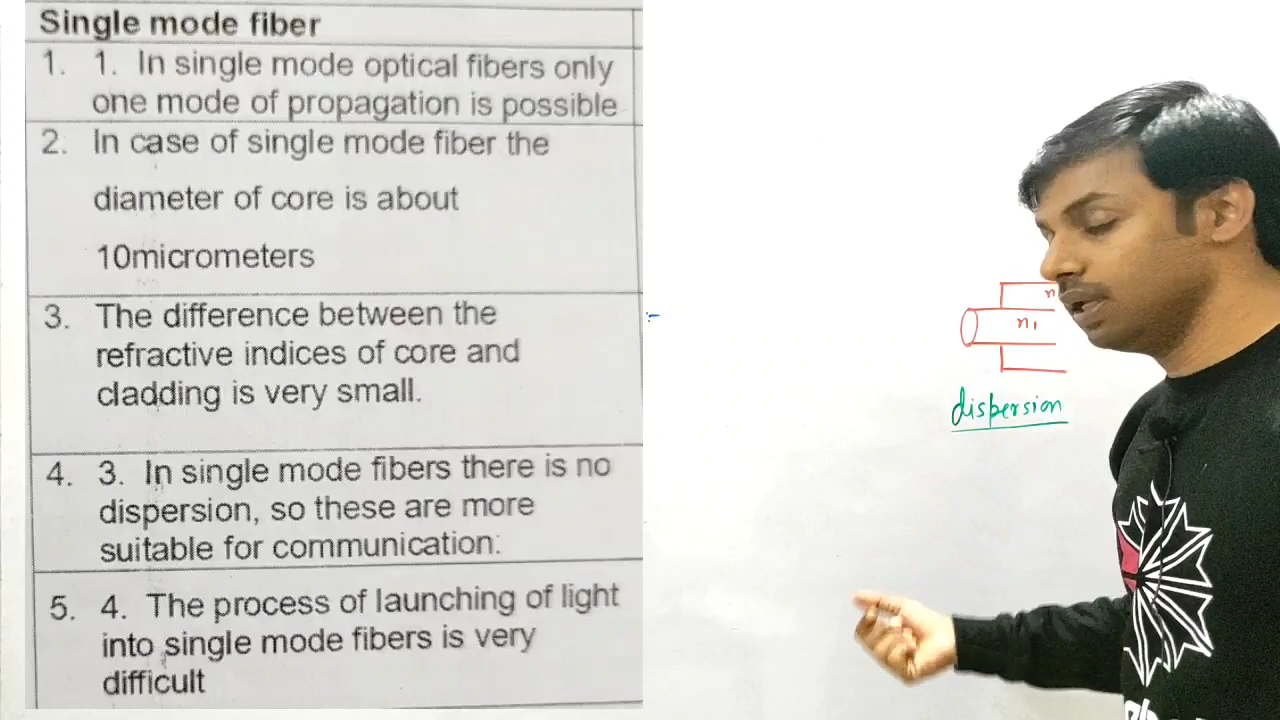 Single mode fiber
1. 1. In single mode optical fibers only
one mode of propagation is possible
2. In case of single mode fiber the
diameter of core is about
10micrometers
3. The difference between the
refractive indices of core and
cladding is very small.
4. 3. In single mode fibers there is no
dispersion, so these are more
suitable for communication.
5. 4. The process of launching of light
into single mode fibers is very
difficult
n
n1
dispersion